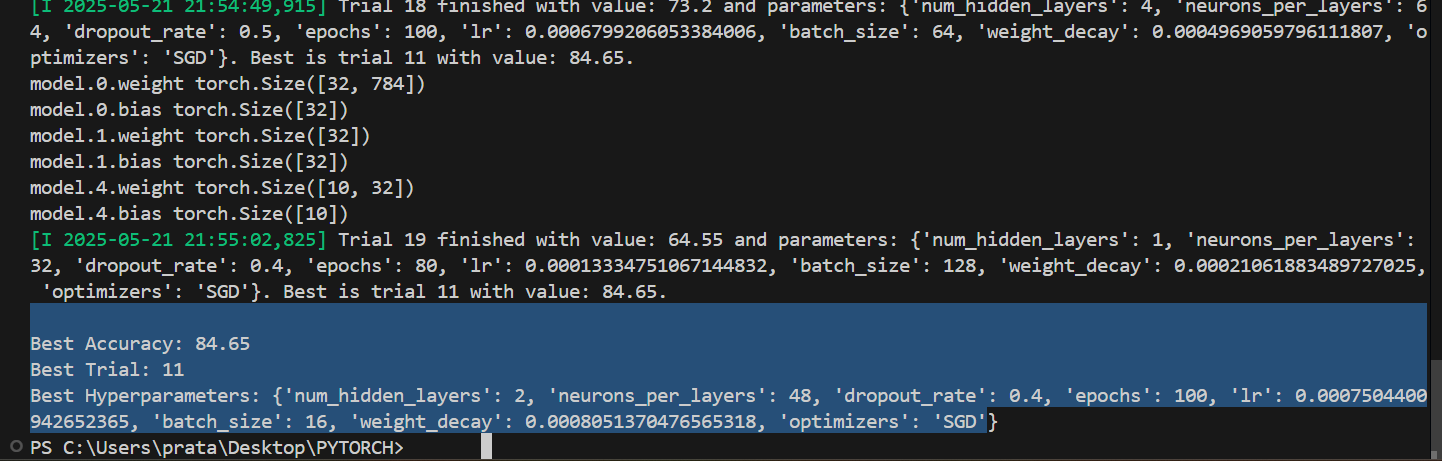 [I 2025-05-21 21:54:49,915] Trial 18 finished with value: 73.2 and parameters: {'num_hidden_layers': 4, 'neurons_per_layers': 6
4, 'dropout_rate': 0.5, 'epochs': 100, 'lr': 0.0006799206053384006, 'batch_size': 64, 'weight_decay': 0.0004969059796111807, 'o
ptimizers': 'SGD'}. Best is trial 11 with value: 84.65.
model.0.weight torch.Size([32, 784])
model.0.bias torch.Size([32])
model.1.weight torch.Size([32])
model.1.bias torch.Size([32])
model.4.weight torch.Size([10, 32])
model.4.bias torch.Size([10])
[I 2025-05-21 21:55:02,825] Trial 19 finished with value: 64.55 and parameters: {'num_hidden_layers': 1, 'neurons_per_layers':
32, 'dropout_rate': 0.4, 'epochs': 80, 'lr': 0.00013334751067144832, 'batch_size': 128, 'weight_decay': 0.00021061883489727025,
'optimizers': 'SGD'}. Best is trial 11 with value: 84.65.
Best Accuracy: 84.65
Best Trial: 11
Best Hyperparameters: {'num_hidden_layers': 2, 'neurons_per_layers': 48, 'dropout_rate': 0.4, 'epochs': 100, 'lr': 0.0007504400
942652365, 'batch_size': 16, 'weight_decay': 0.0008051370476565318, 'optimizers': 'SGD'}
PS C:\Users\prata\Desktop\PYTORCH>